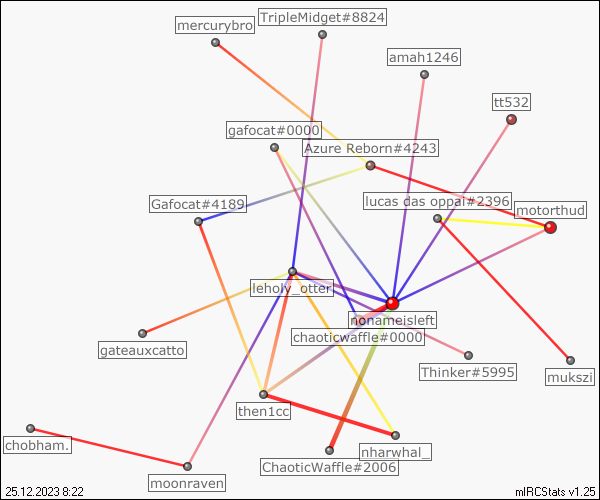 TripleMidget#8824
mercurybro
amah1246
tt532
gafocat#0000
Azure Reborn#4243
Gafocat#4189
lucas das oppai#2396
motorthud
leholy_otter
nonameisleft
chaoticwaffle#0000
gateauxcatto
Thinker#5995
mukszi
then1cc
chobham.
nharwhal_
ChaoticWaffle#2006
moonraven
25.12.2023 8:22
mIRCStats v1.25